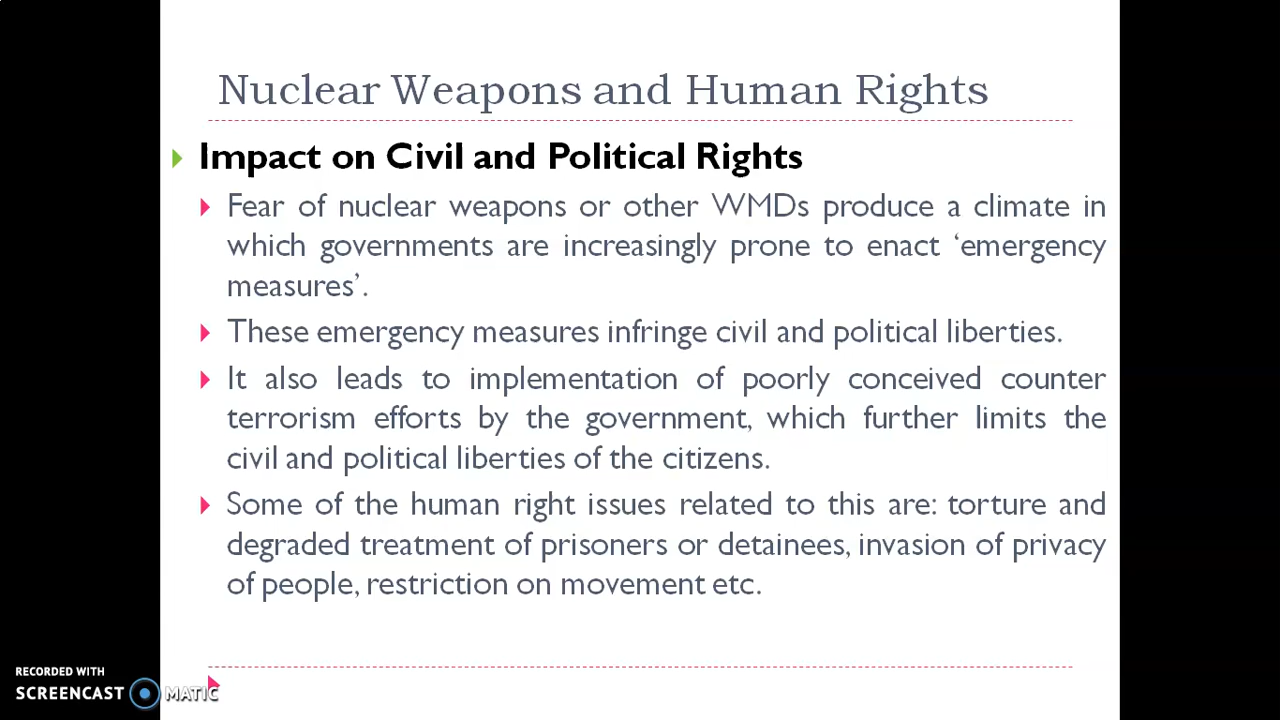 Nuclear Weapons and Human Rights
Impact on Civil and Political Rights
Fear of nuclear weapons or other WMDs produce a climate in
which governments are increasingly prone to enact ‘emergency
measures’.
These emergency measures infringe civil and political liberties.
It also leads to implementation of poorly conceived counter
terrorism efforts by the government, which further limits the
civil and political liberties of the citizens.
Some of the human right issues related to this are: torture and
degraded treatment of prisoners or detainees, invasion of privacy
of people, restriction on movement etc.
RECORDED WITH
SCREENCAST MATIC